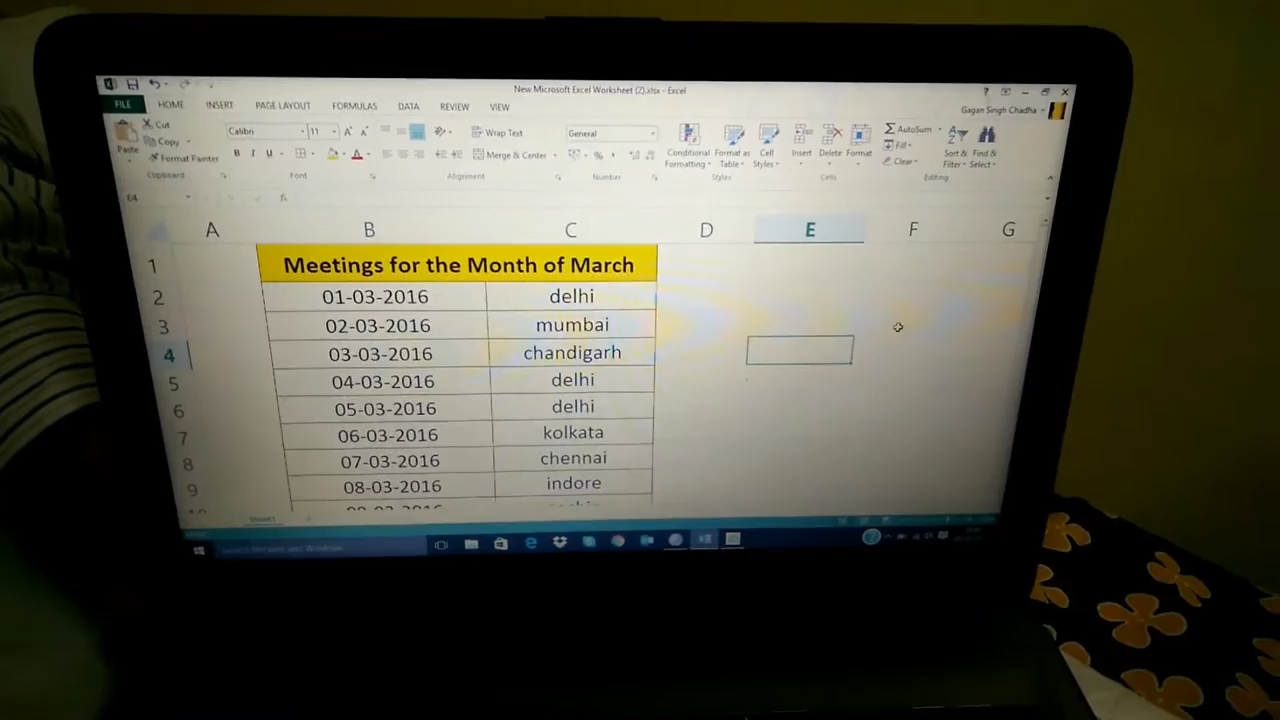 New Microsoft Excel Worksheet (2).xlsx - Excel
FILE HOME INSERT PAGE LAYOUT FORMULAS DATA REVIEW VIEW
Gagan Singh Chadha
Paste
Cut
Copy
Format Painter
Calibri 11
B I U
Wrap Text
Merge & Center
General
%
Conditional Formatting
Format as Table
Cell Styles
Insert Delete Format
AutoSum
Fill
Clear
Sort & Filter
Find & Select
Clipboard Font Alignment Number Styles Cells Editing
E4 fx
A B C D E F G
1 Meetings for the Month of March
2 01-03-2016 delhi
3 02-03-2016 mumbai
4 03-03-2016 chandigarh
5 04-03-2016 delhi
6 05-03-2016 delhi
7 06-03-2016 kolkata
8 07-03-2016 chennai
9 08-03-2016 indore
Sheet1